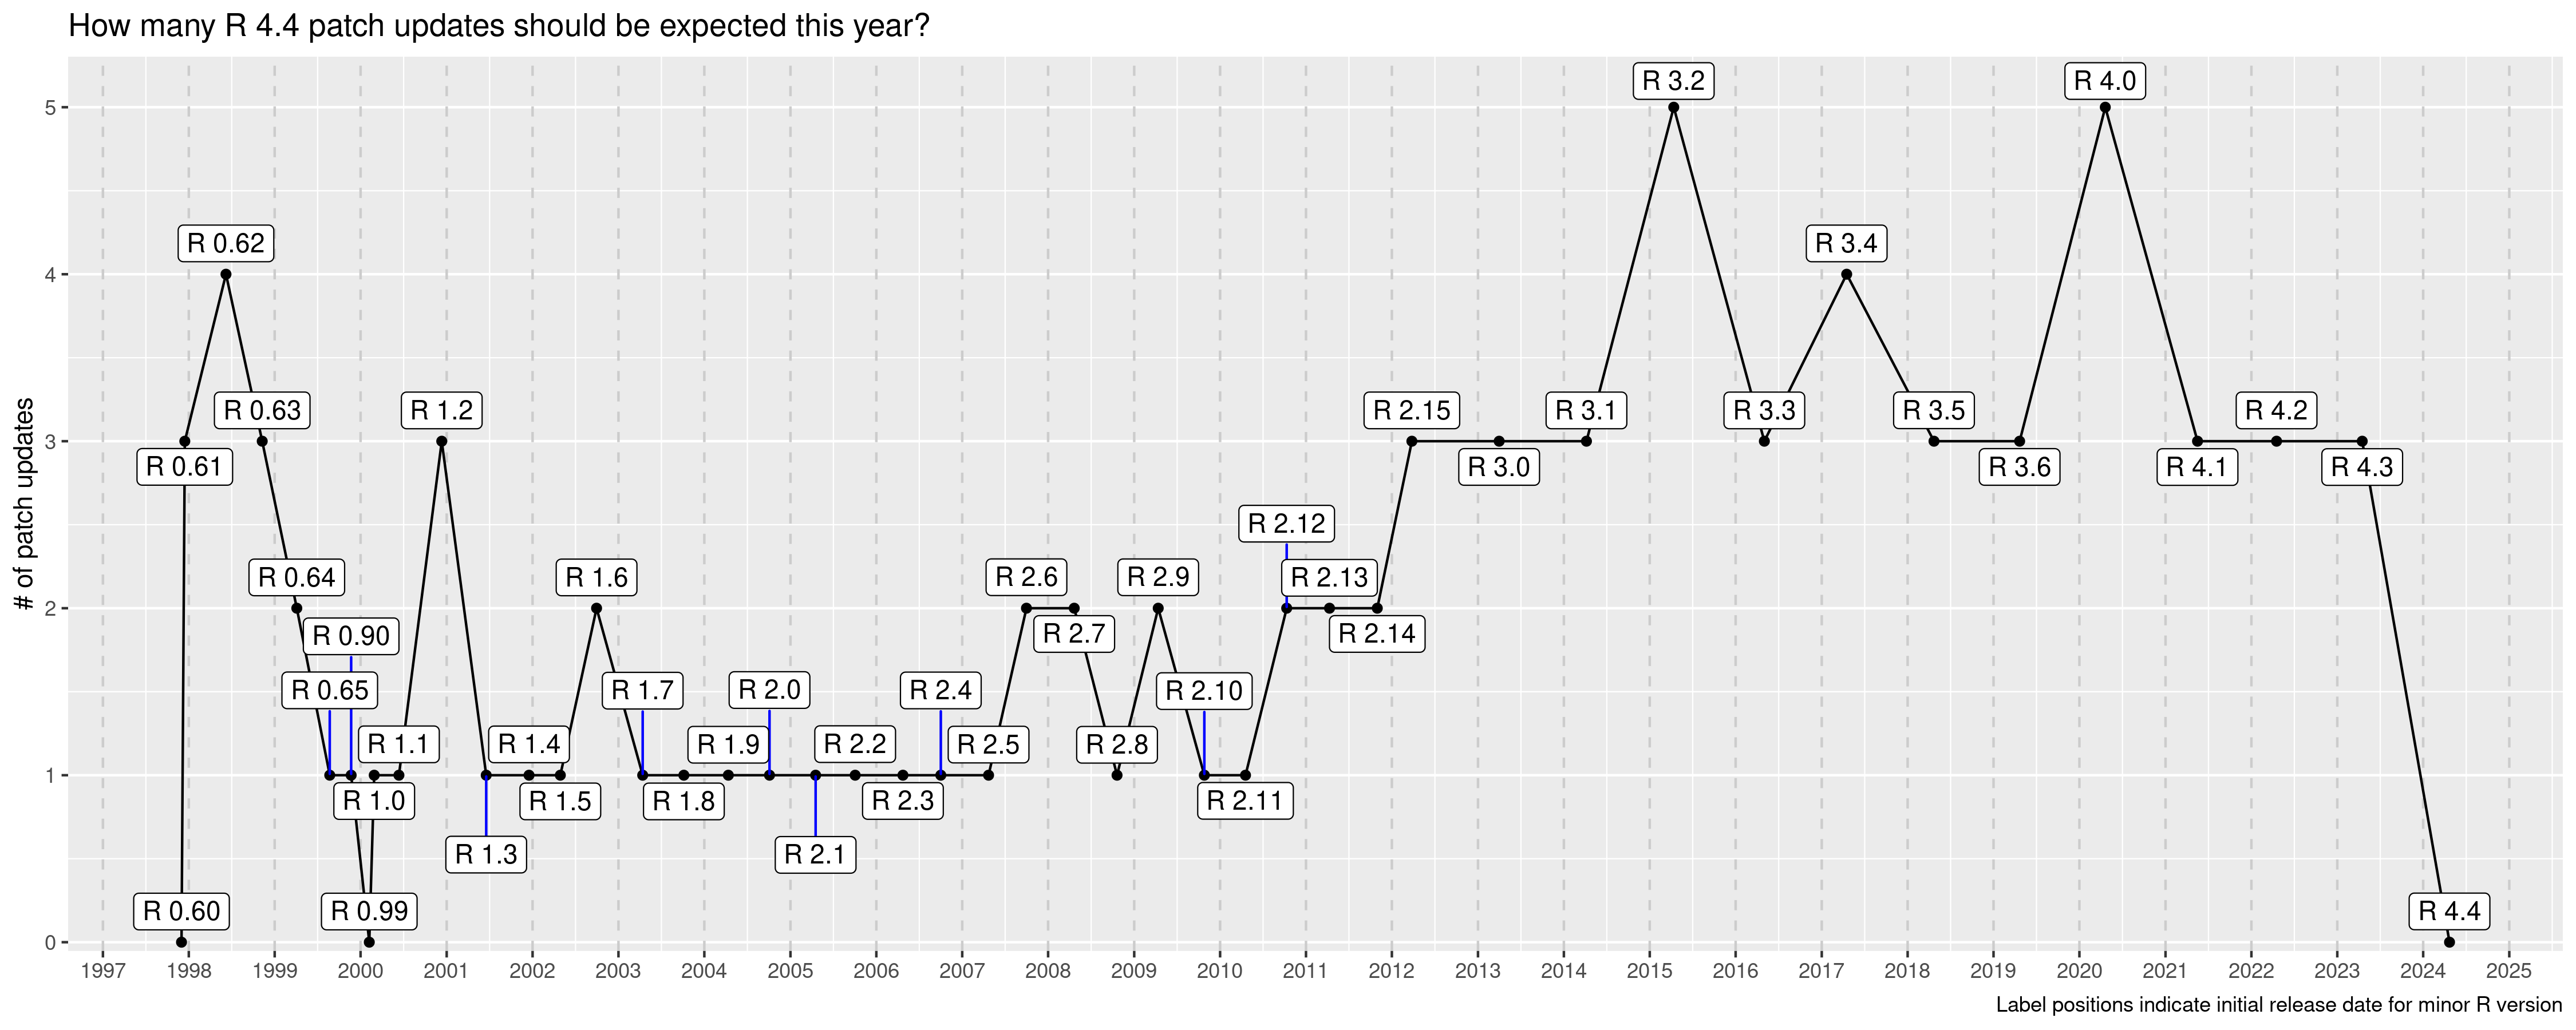 How many R 4.4 patch updates should be expected this year?
# of patch updates
5
4
3
2
1
0
R 3.2
R 4.0
R 0.62
R 3.4
R 0.63
R 1.2
R 2.15
R 3.1
R 3.3
R 3.5
R 4.2
R 0.61
R 3.0
R 3.6
R 4.1
R 4.3
R 2.12
R 0.64
R 1.6
R 2.6
R 2.9
R 2.13
R 0.90
R 2.7
R 2.14
R 0.65
R 1.7
R 2.0
R 2.4
R 2.10
R 1.1
R 1.4
R 1.9
R 2.2
R 2.5
R 2.8
R 1.0
R 1.5
R 1.8
R 2.3
R 2.11
R 1.3
R 2.1
R 0.60
R 0.99
R 4.4
1997 1998 1999 2000 2001 2002 2003 2004 2005 2006 2007 2008 2009 2010 2011 2012 2013 2014 2015 2016 2017 2018 2019 2020 2021 2022 2023 2024 2025
Label positions indicate initial release date for minor R version